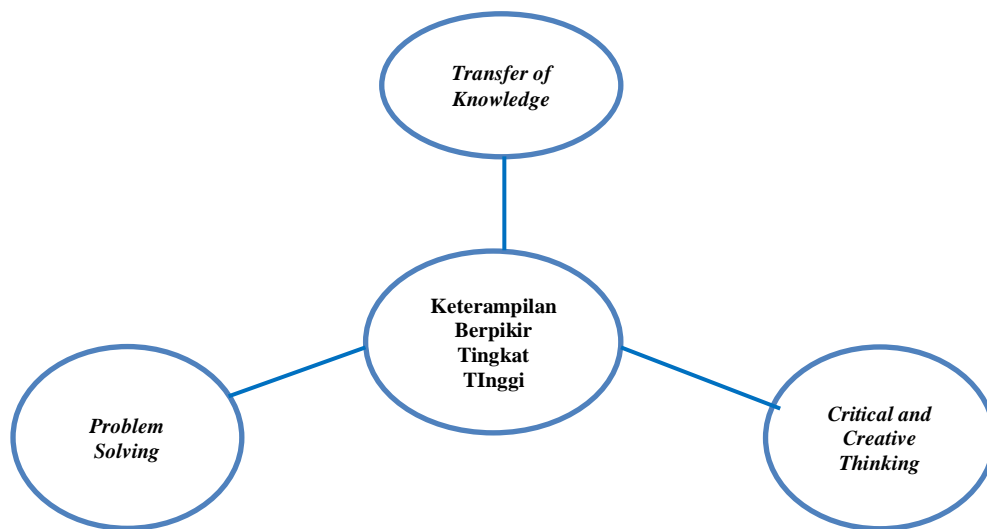 Transfer of
Knowledge
Keterampilan
Berpikir
Tingkat
TInggi
Problem
Solving
Critical and
Creative
Thinking